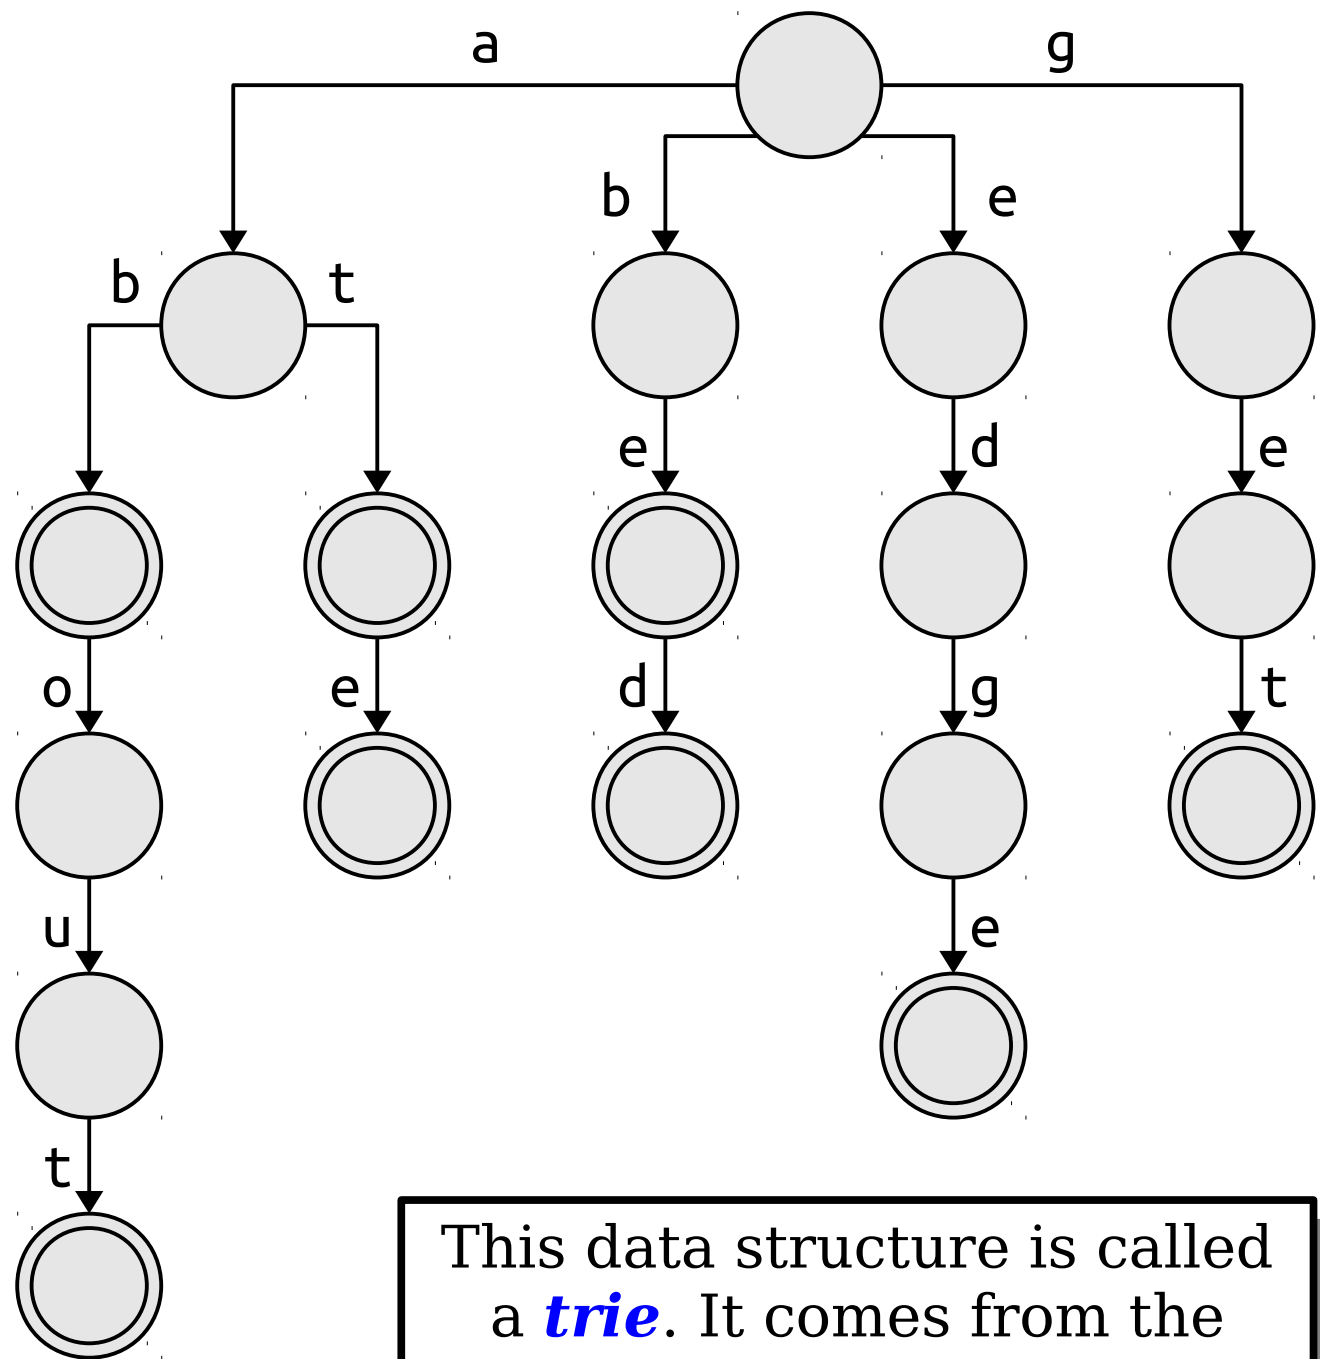 a g
b e
b t
e d e
o e d g t
u e
t
This data structure is called
a trie. It comes from the